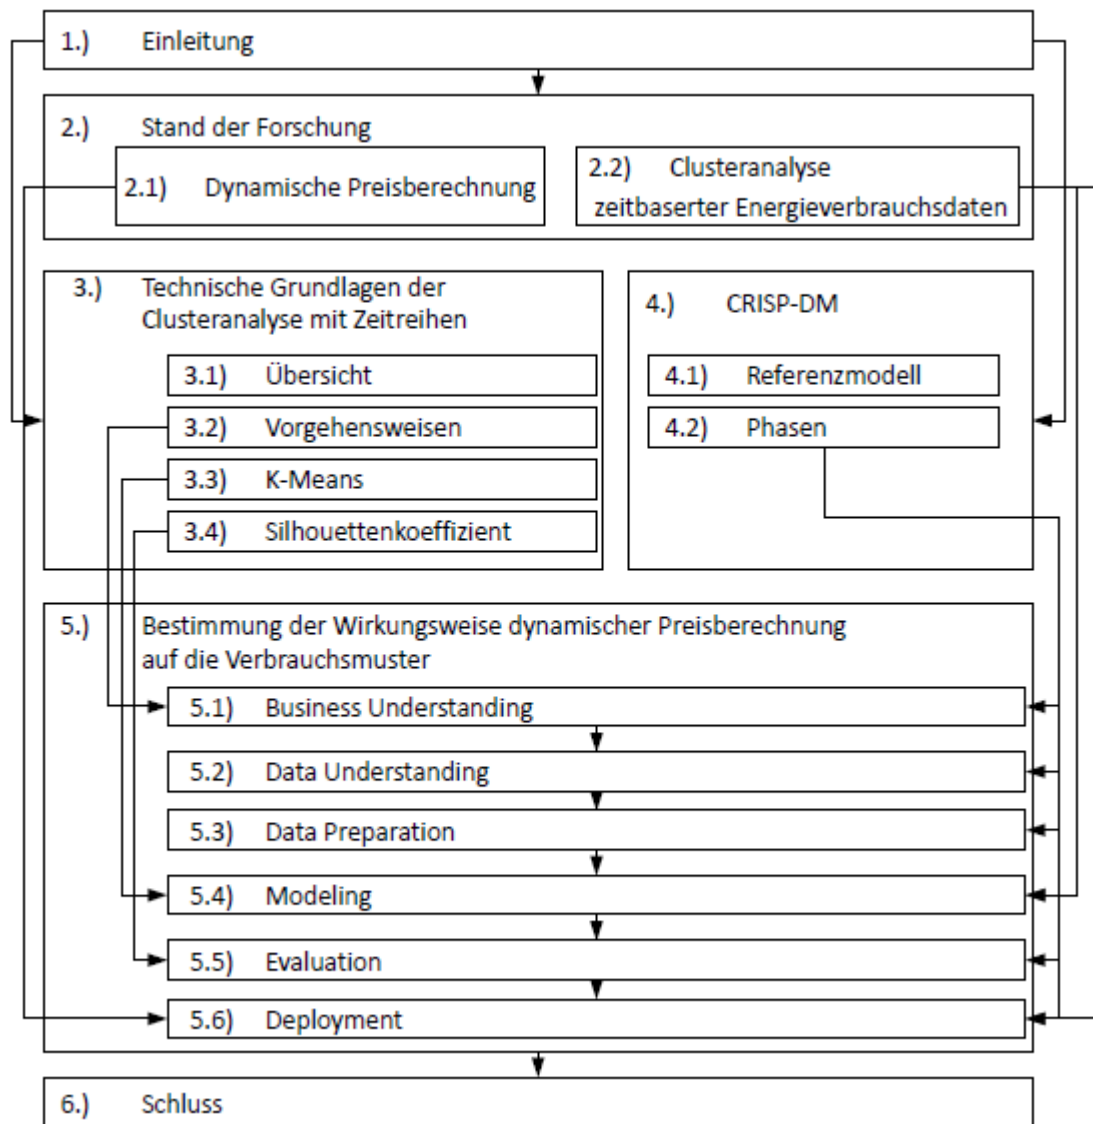 1.) Einleitung
2.) Stand der Forschung
2.1) Dynamische Preisberechnung
2.2) Clusteranalyse
zeitbaserter Energieverbrauchsdaten
3.) Technische Grundlagen der
Clusteranalyse mit Zeitreihen
3.1) Übersicht
3.2) Vorgehensweisen
3.3) K-Means
3.4) Silhouettenkoeffizient
4.) CRISP-DM
4.1) Referenzmodell
4.2) Phasen
5.) Bestimmung der Wirkungsweise dynamischer Preisberechnung
auf die Verbrauchsmuster
5.1) Business Understanding
5.2) Data Understanding
5.3) Data Preparation
5.4) Modeling
5.5) Evaluation
5.6) Deployment
6.) Schluss